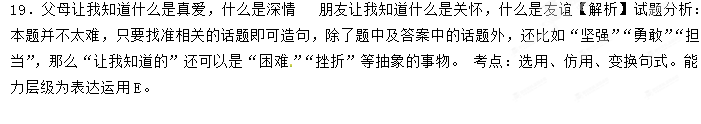 19．父母让我知道什么是真爱，什么是深情　朋友让我知道什么是关怀，什么是友谊【解析】试题分析：
本题并不太难，只要找准相关的话题即可造句，除了题中及答案中的话题外，还比如“坚强”“勇敢”“担
当”，那么“让我知道的”还可以是“困难”“挫折”等抽象的事物。 考点：选用、仿用、变换句式。能
力层级为表达运用E。